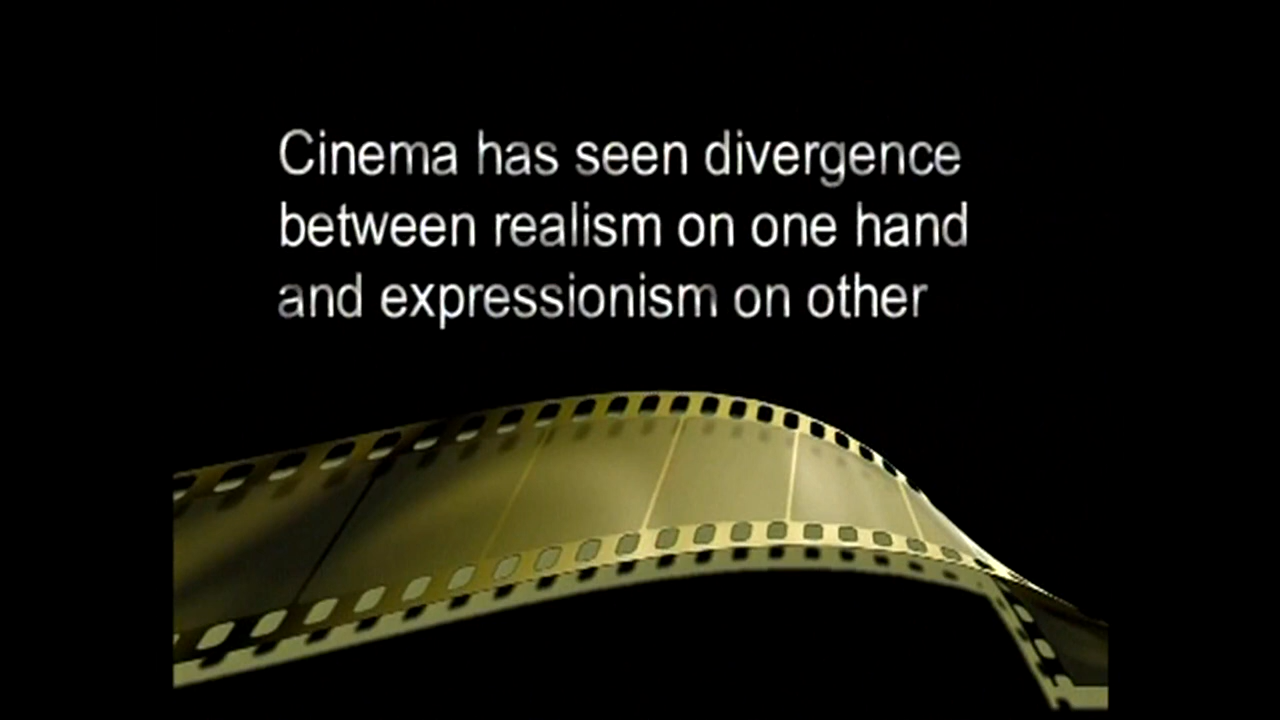 Cinema has seen divergence
between realism on one hand
and expressionism on other